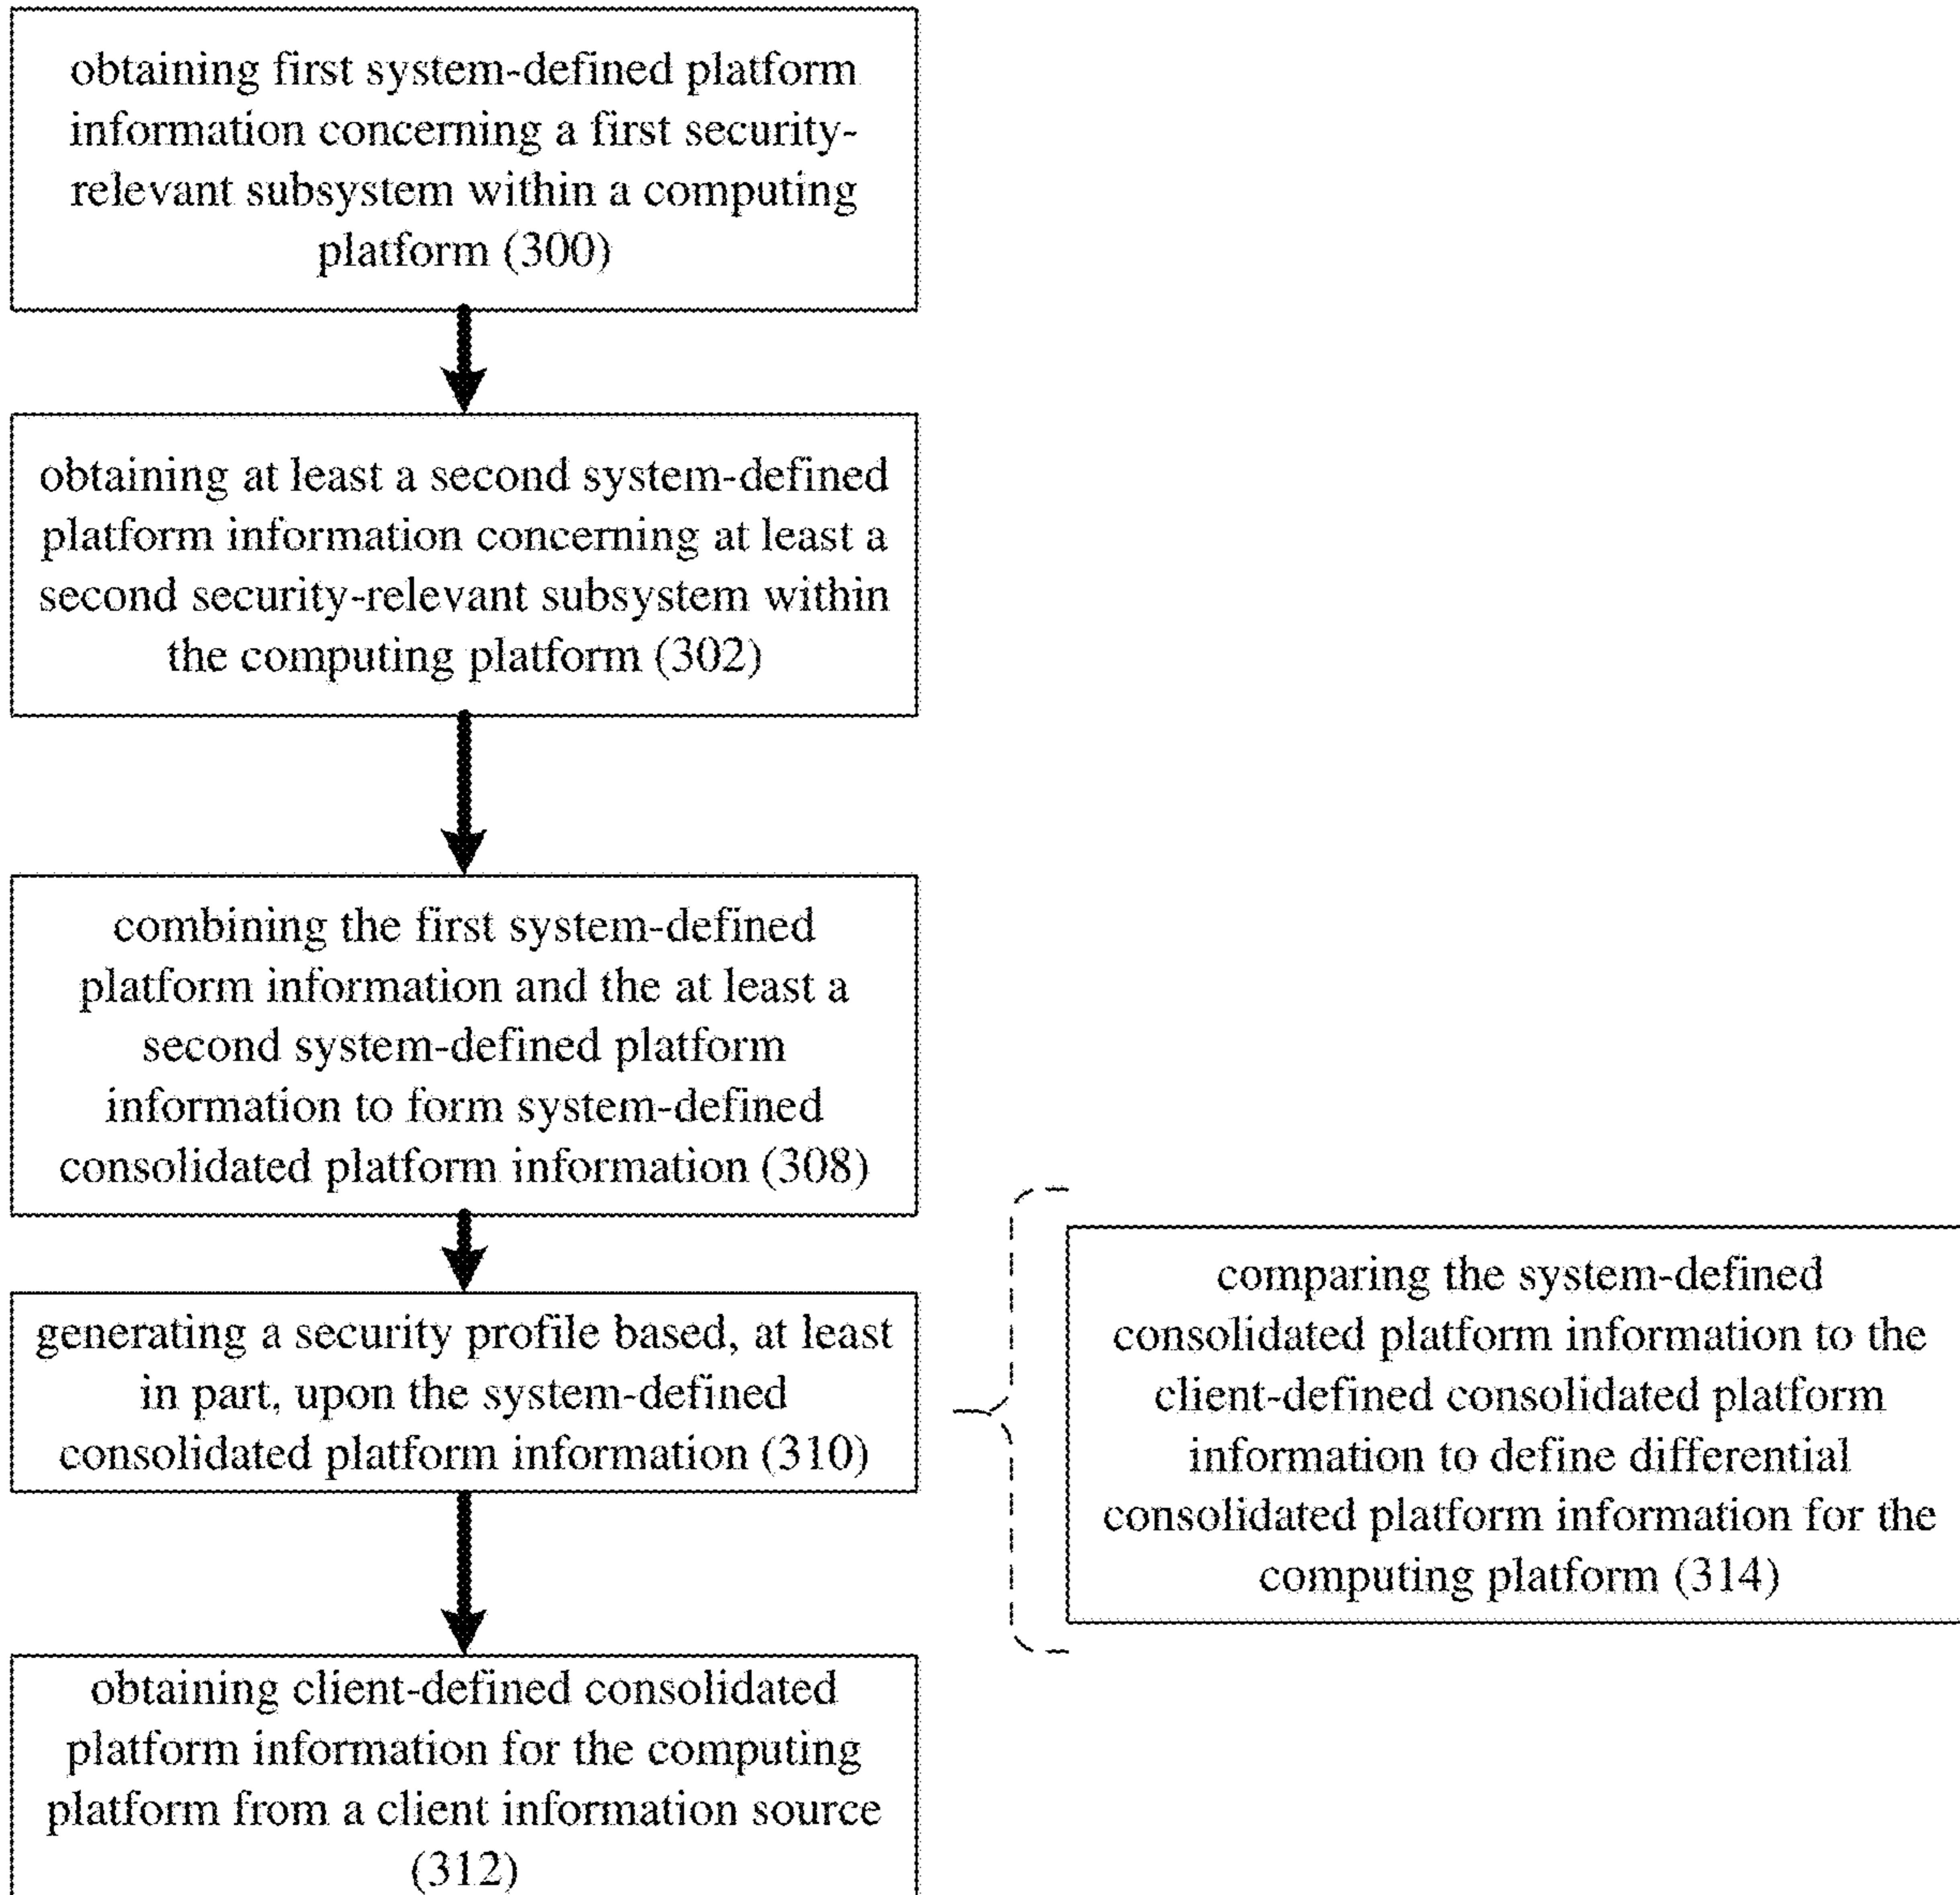 obtaining first system-defined platform
information concerning a first security-
relevant subsystem within a computing
platform (300)
obtaining at least a second system-defined
platform information concerning at least a
second security-relevant subsystem within
the computing platform (302)
combining the first system-defined
platform information and the at least a
second system-defined platform
information to form system-defined
consolidated platform information (308)
generating a security profile based, at least
in part, upon the system-defined
consolidated platform information (310)
comparing the system-defined
consolidated platform information to the
client-defined consolidated platform
information to define differential
consolidated platform information for the
computing platform (314)
obtaining client-defined consolidated
platform information for the computing
platform from a client information source
(312)